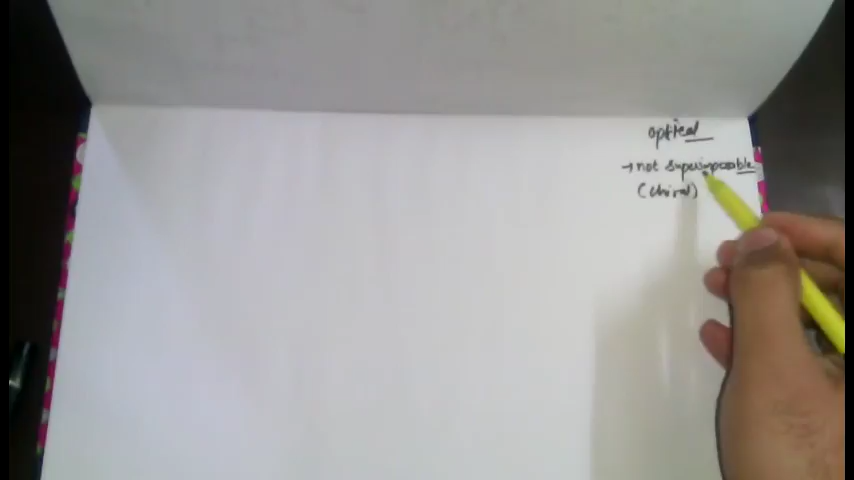 optical
→ not superimposable
(chiral)